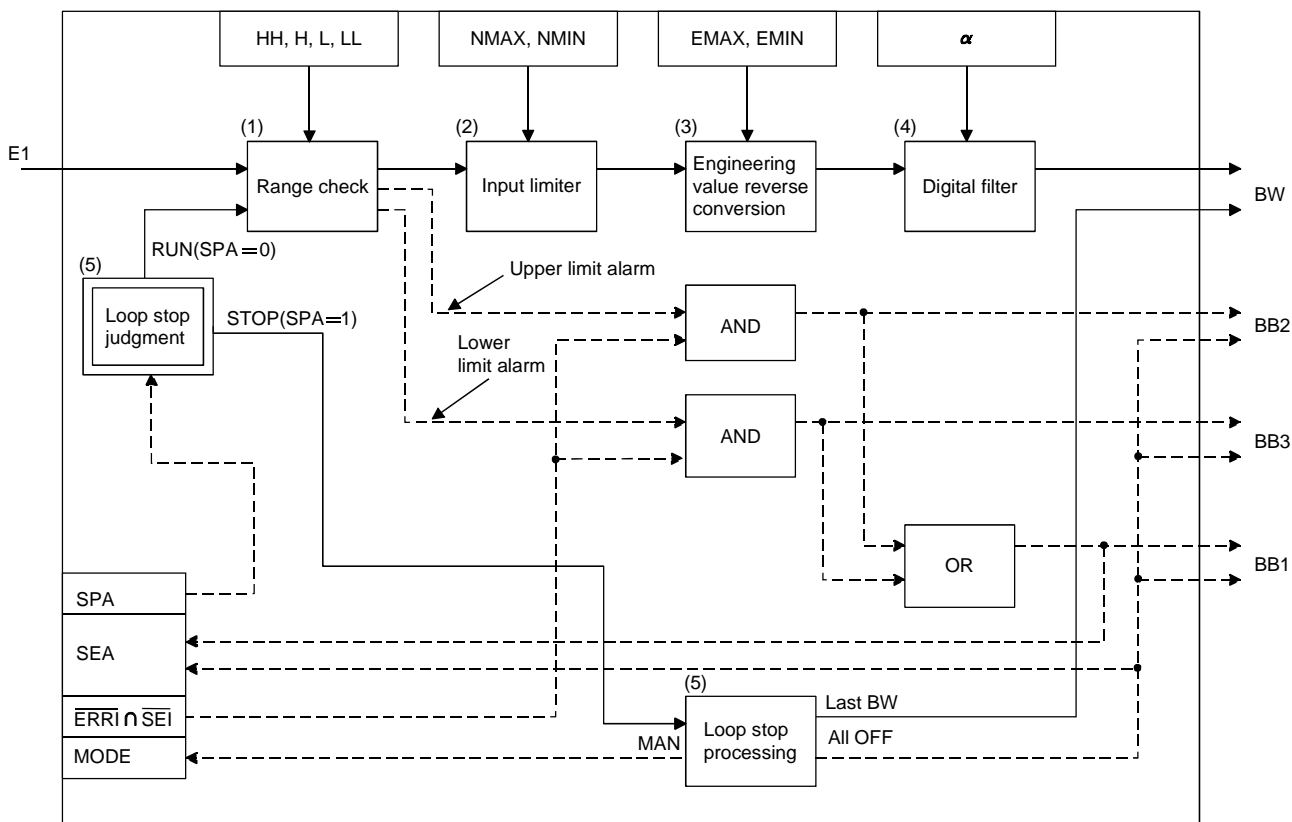 HH, H, L, LL
NMAX, NMIN
EMAX, EMIN
α
(1)
(2)
(3)
(4)
E1
Range check
Input limiter
Engineering
value reverse
conversion
Digital filter
BW
RUN(SPA=0)
(5)
Loop stop
judgment
STOP(SPA=1)
Upper limit alarm
AND
BB2
Lower
limit alarm
AND
BB3
OR
BB1
SPA
SEA
E̅R̅R̅I̅ ∩ S̅E̅I̅
MODE
MAN
(5)
Loop stop
processing
Last BW
All OFF